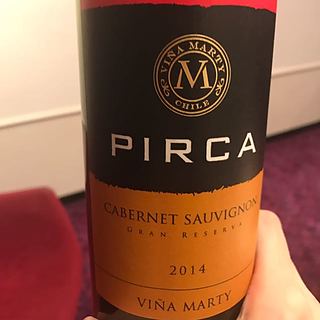 VIÑA MARTY
M
CHILE
PIRCA
CABERNET SAUVIGNON
GRAN RESERVA
2014
VIÑA MARTY